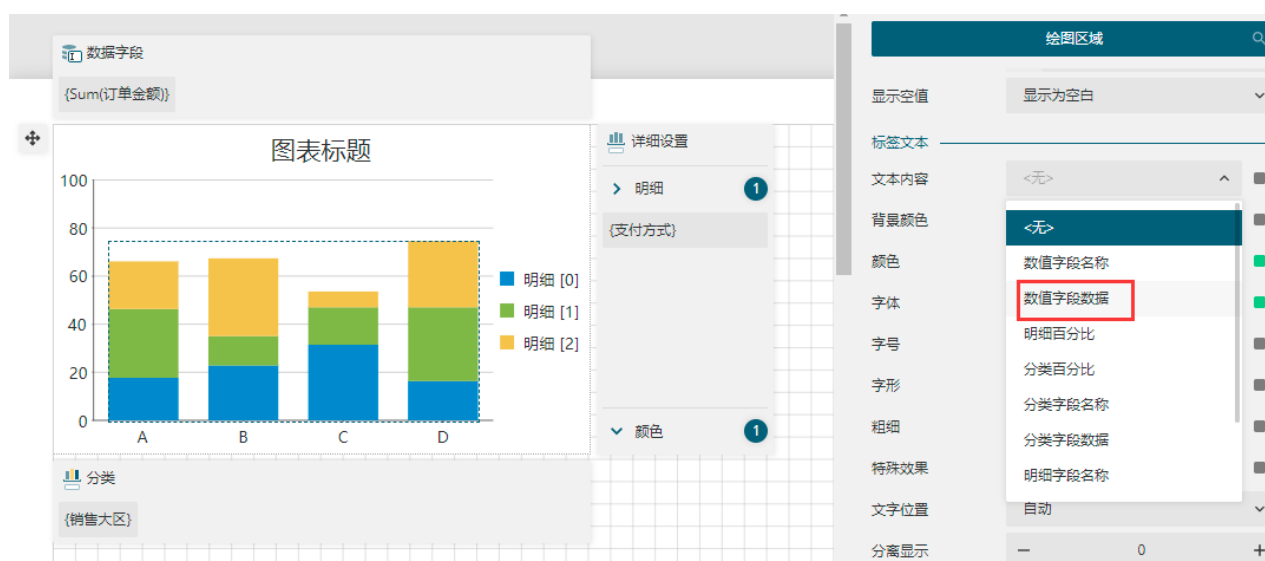 数据字段
{Sum(订单金额)}
图表标题
100
80
60
40
20
0
A B C D
明细 [0]
明细 [1]
明细 [2]
详细设置
明细 1
{支付方式}
颜色 1
分类
{销售大区}
绘图区域
显示空值 显示为空白
标签文本
文本内容 <无>
背景颜色
颜色
字体
字号
字形
粗细
特殊效果
文字位置 自动
分离显示 0
<无>
数值字段名称
数值字段数据
明细百分比
分类百分比
分类字段名称
分类字段数据
明细字段名称